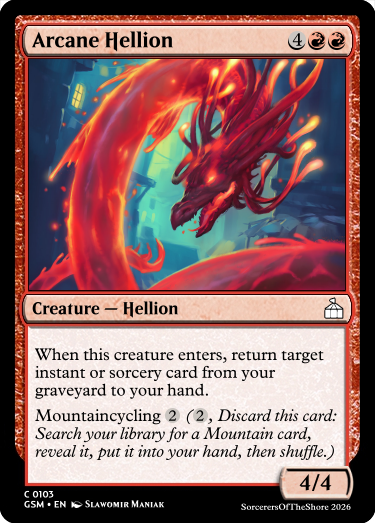 Arcane Hellion 4
Creature — Hellion
When this creature enters, return target
instant or sorcery card from your
graveyard to your hand.
Mountaincycling 2 (2, Discard this card:
Search your library for a Mountain card,
reveal it, put it into your hand, then shuffle.)
4/4
C 0103
GSM • EN Slawomir Maniak
SorcerersOfTheShore 2026